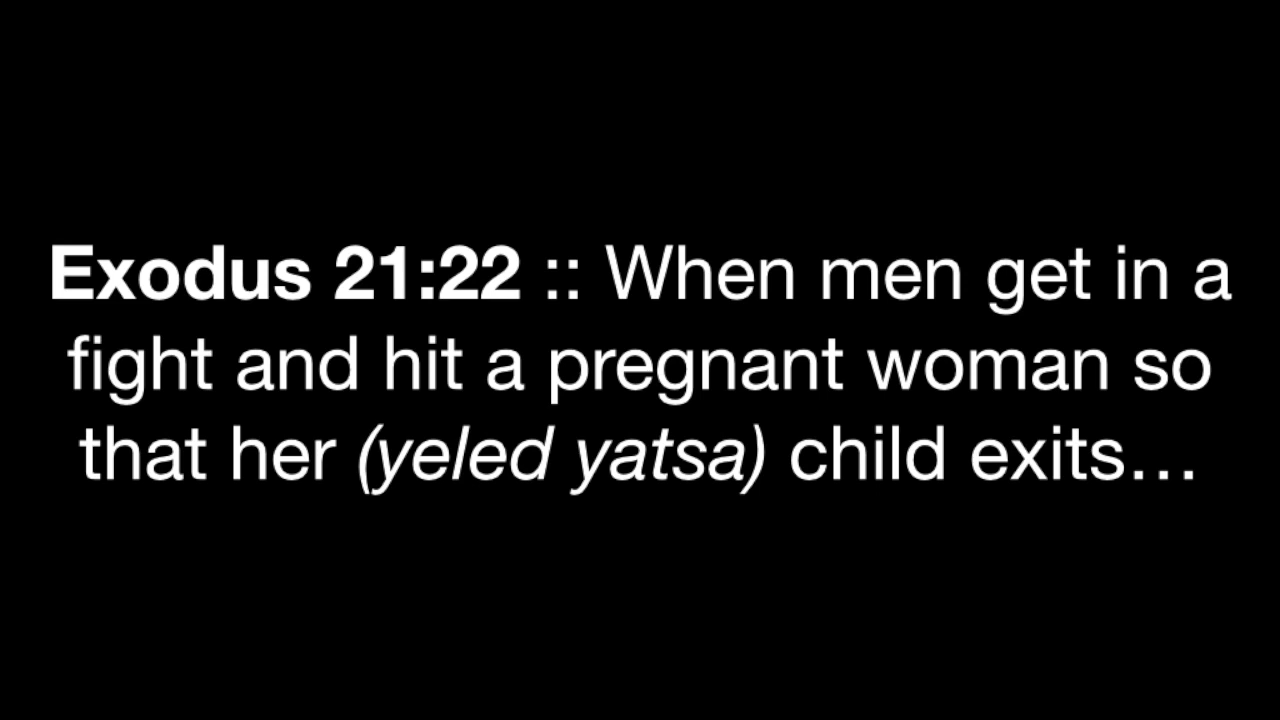 Exodus 21:22 :: When men get in a
fight and hit a pregnant woman so
that her (yeled yatsa) child exits…